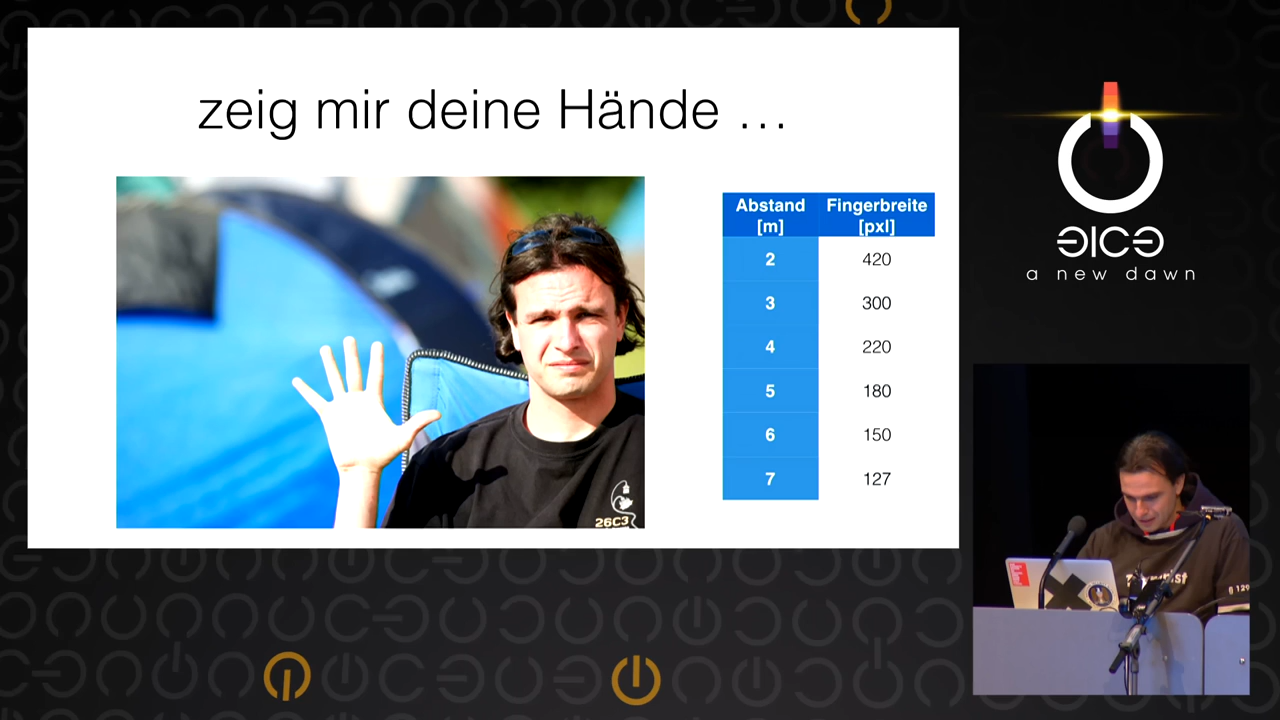 zeig mir deine Hände …
Abstand [m] Fingerbreite [pxl]
2 420
3 300
4 220
5 180
6 150
7 127
26C3
ƎICƎ
a new dawn